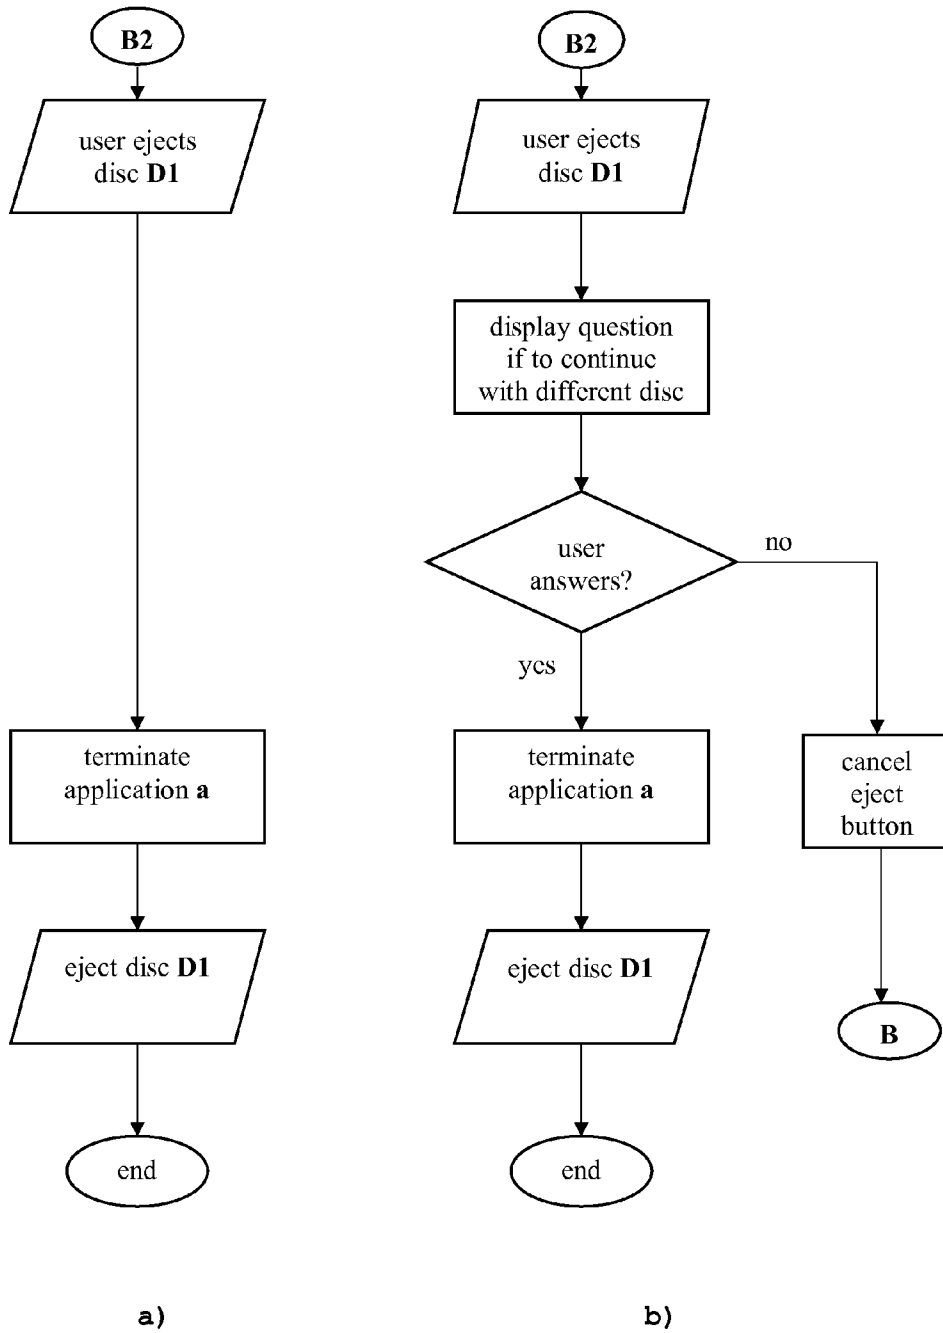 B2
user ejects
disc D1
terminate
application a
eject disc D1
end
a)
B2
user ejects
disc D1
display question
if to continue
with different disc
user
answers?
no
yes
terminate
application a
cancel
eject
button
eject disc D1
B
end
b)